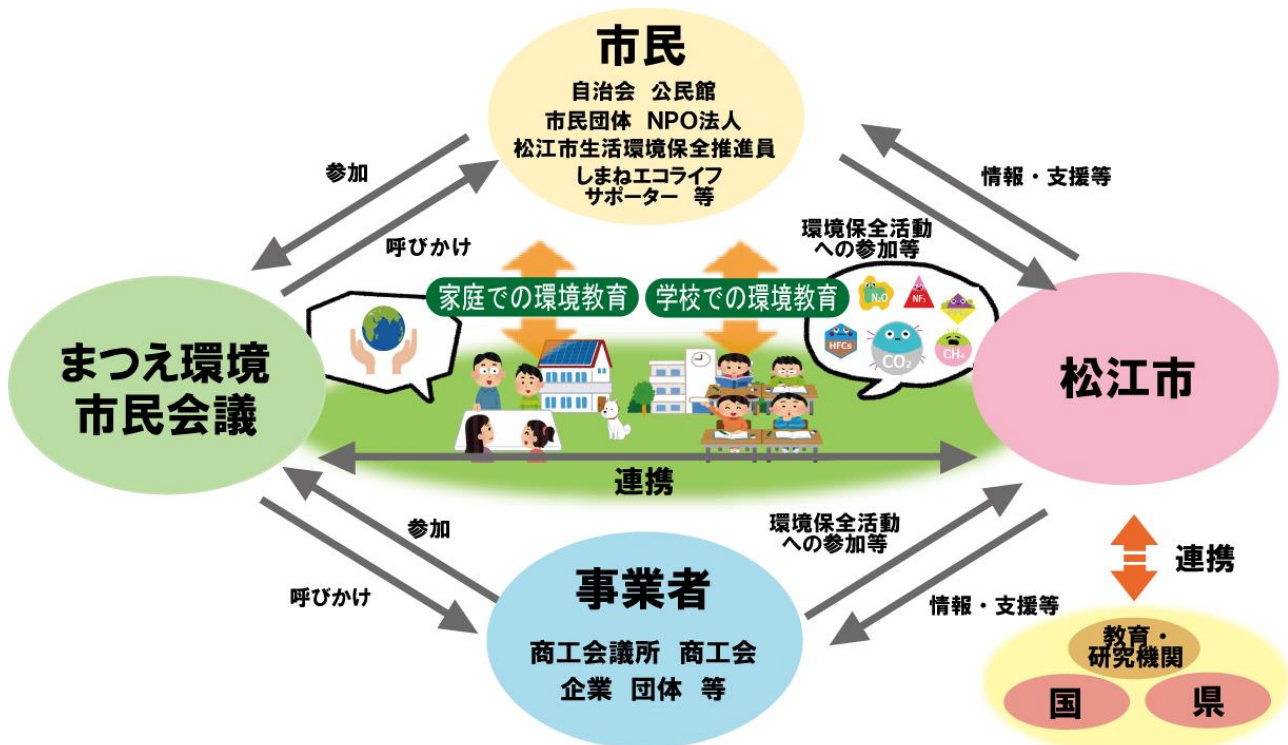 市民
自治会 公民館
市民団体 NPO法人
松江市生活環境保全推進員
しまねエコライフ
サポーター 等
参加
呼びかけ
情報・支援等
環境保全活動
への参加等
家庭での環境教育
学校での環境教育
N₂O
NF₃
HFCs
CO₂
CH₄
まつえ環境
市民会議
松江市
連携
参加
呼びかけ
環境保全活動
への参加等
情報・支援等
事業者
商工会議所 商工会
企業 団体 等
連携
教育・
研究機関
国
県